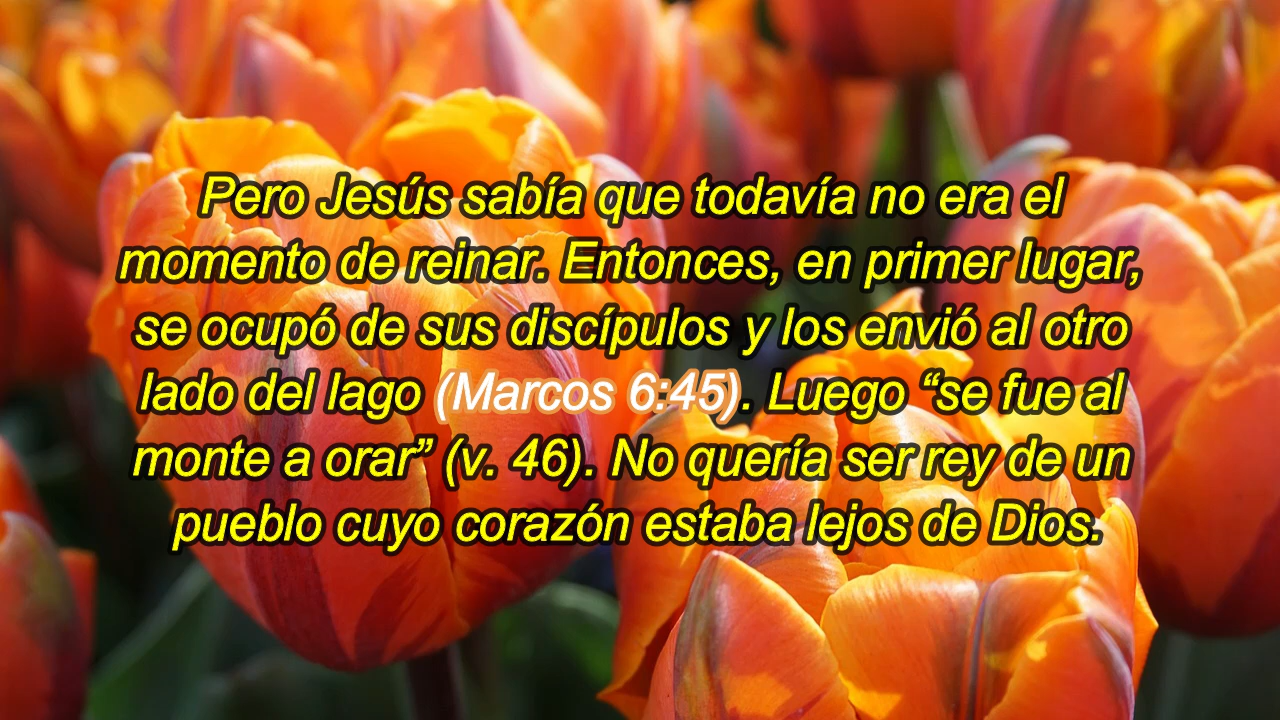 Pero Jesús sabía que todavía no era el
momento de reinar. Entonces, en primer lugar,
se ocupó de sus discípulos y los envió al otro
lado del lago (Marcos 6:45). Luego “se fue al
monte a orar” (v. 46). No quería ser rey de un
pueblo cuyo corazón estaba lejos de Dios.